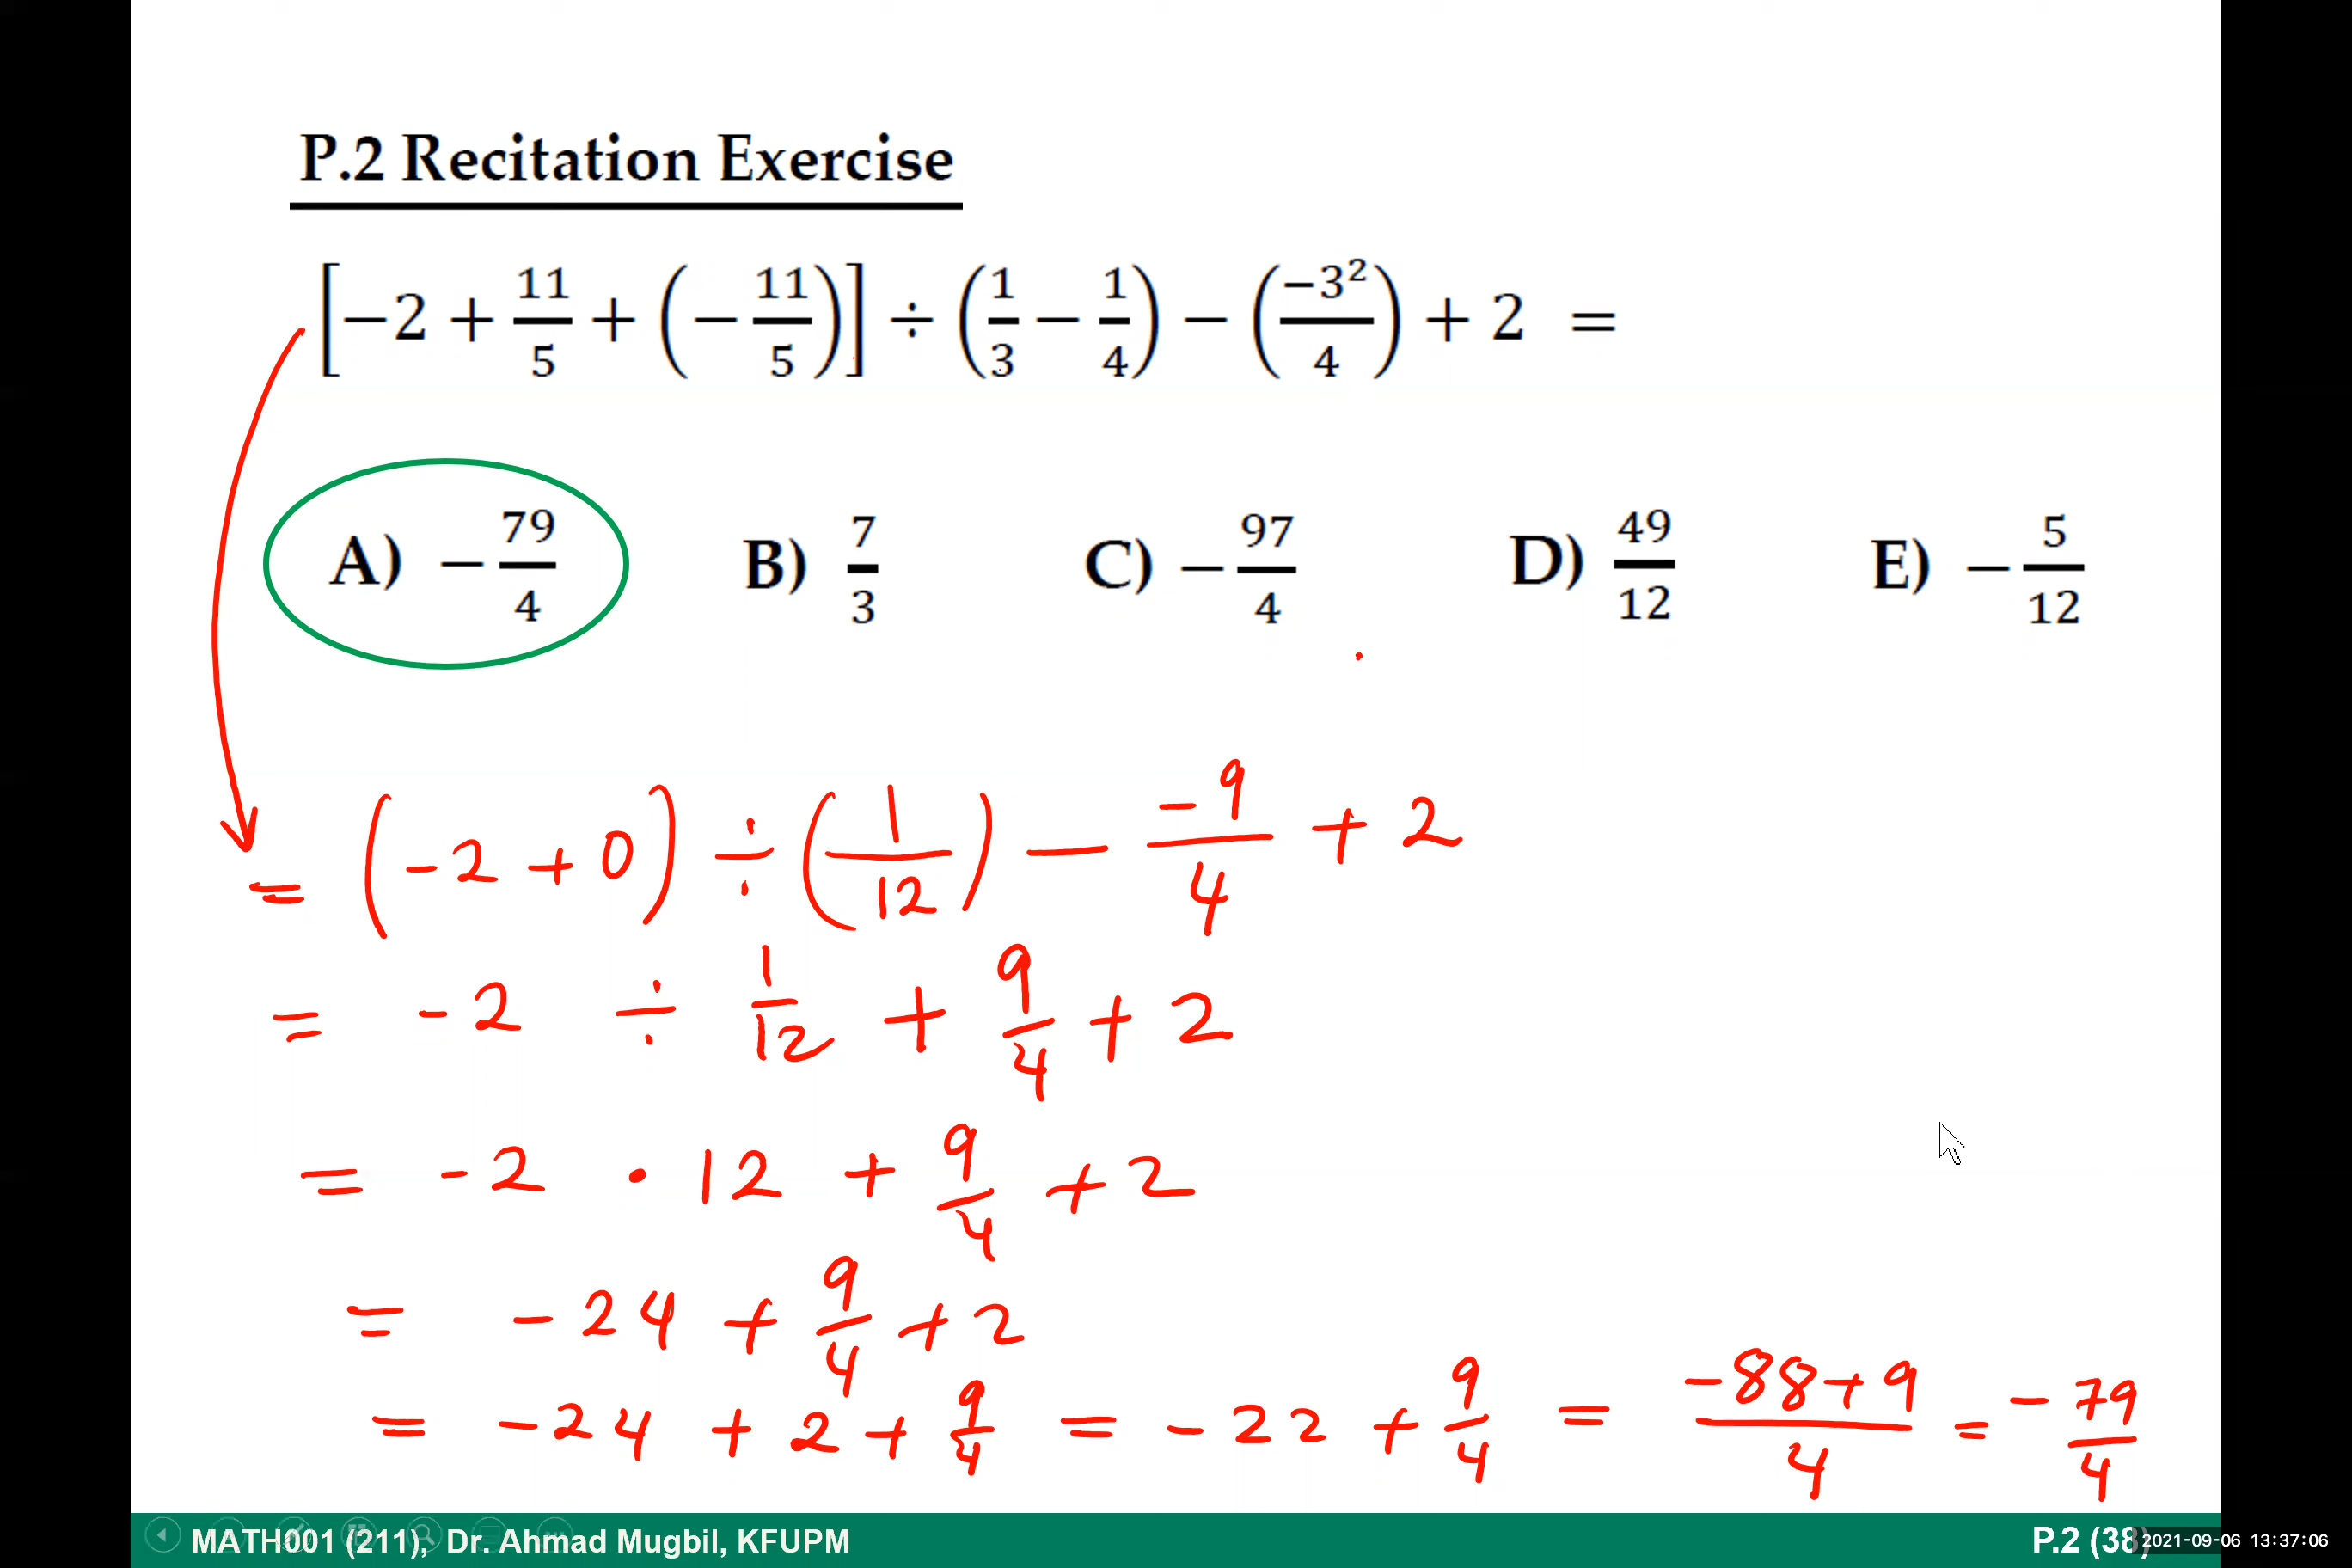 P.2 Recitation Exercise
[−2 + 11/5 + (−11/5)] ÷ (1/3 − 1/4) − (−3²/4) + 2 =
A) −79/4 B) 7/3 C) −97/4 D) 49/12 E) −5/12
= (-2 + 0) ÷ (1/12) − -9/4 + 2
= -2 ÷ 1/12 + 9/4 + 2
= -2 · 12 + 9/4 + 2
= -24 + 9/4 + 2
= -24 + 2 + 9/4 = -22 + 9/4 = -88+9/4 = -79/4
MATH001 (211), Dr. Ahmad Mugbil, KFUPM P.2 (38) 2021-09-06 13:37:06